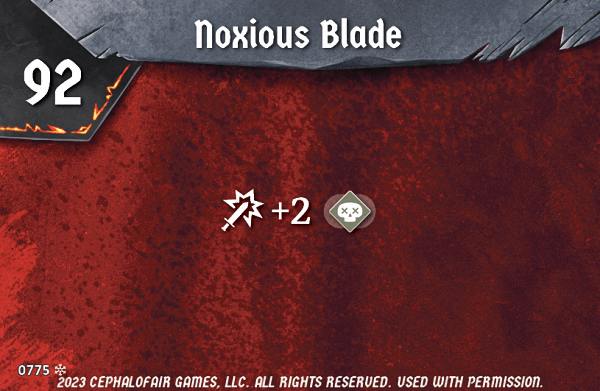 Noxious Blade
92
+2
0775
2023 CEPHALOFAIR GAMES, LLC. ALL RIGHTS RESERVED. USED WITH PERMISSION.